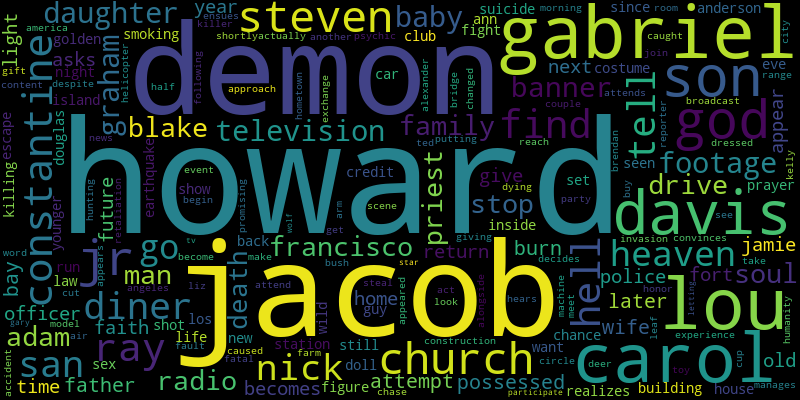 daughter
year
steven
baby
suicide
since
morning
room
anderson
gabriel
city
america
shortly
actually
another
psychic
ann
smoking
club
fight
killer
ensues
light
golden
asks
night
island
content
despite
gift
constantine
graham
helicopter
half
following
demon
approach
hometown
exchange
car
alexander
bridge
changed
next
costume
eve
range
son
caught
join
couple
attends
broadcast
banner
god
appear
dressed
kelly
blake
television
family
find
tell
reporter
escape
killing
douglas
younger
hunting
news
retaliation
earthquake
howard
ted
putting
reach
brendan
seen
footage
prayer
buy
drive
event
show
begin
promising
credit
wolf
arm
scene
dying
give
set
party
stop
inside
priest
davis
see
invasion
convinces
jamie
future
jr
go
francisco
back
tv
become
make
get
return
giving
decides
burn
hell
heaven
take
bay
word
run
law
cut
appears
man
angeles
liz
death
jacob
bush
star
home
steal
attend
guy
appeared
act
look
alongside
hears
machine
meet
police
fort
soul
officer
diner
wild
later
honor
lou
letting
humanity
gary
model
air
faith
shot
los
new
construction
chance
wife
leaf
adam
ray
life
fault
caused
fatal
station
farm
still
church
want
circle
deer
carol
experience
cup
old
accident
san
sex
time
father
radio
becomes
nick
doll
figure
chase
attempt
possessed
participate
realizes
building
boy
house
manages